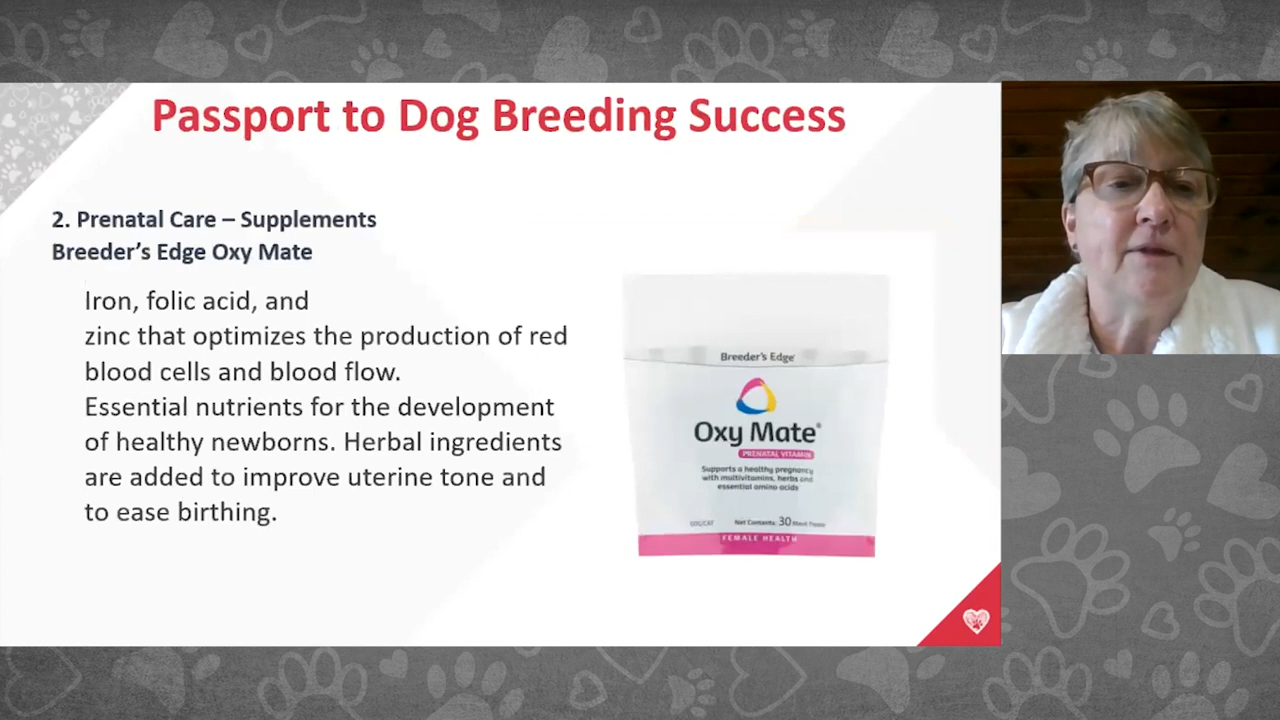 Passport to Dog Breeding Success
2. Prenatal Care – Supplements
Breeder's Edge Oxy Mate
Iron, folic acid, and
zinc that optimizes the production of red
blood cells and blood flow.
Essential nutrients for the development
of healthy newborns. Herbal ingredients
are added to improve uterine tone and
to ease birthing.
Breeder's Edge
Oxy Mate®
PRENATAL VITAMIN
Supports a healthy pregnancy
with multivitamins, herbs and
essential amino acids
Net Contents: 30
FEMALE HEALTH